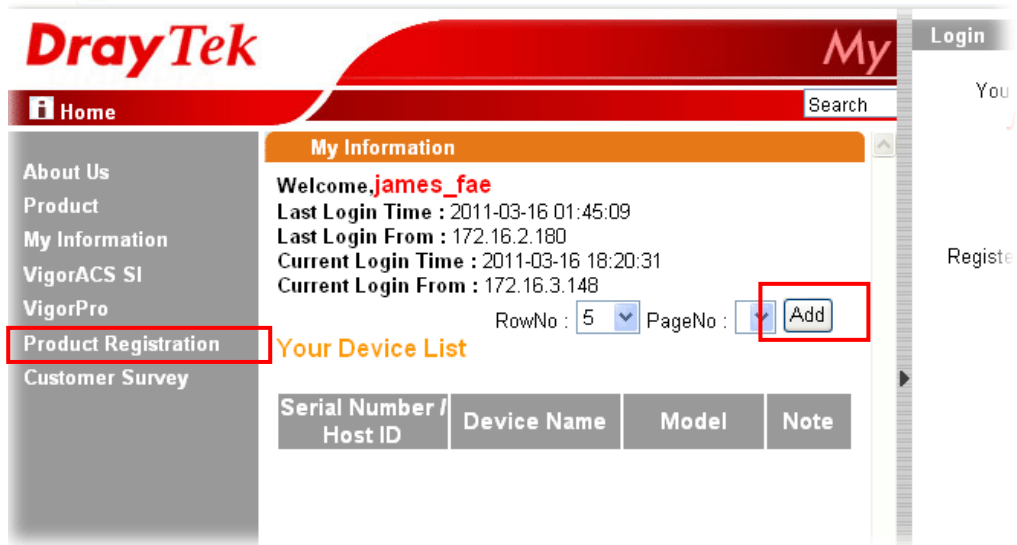 DrayTek
My
Home
Search
About Us
Product
My Information
VigorACS SI
VigorPro
Product Registration
Customer Survey
My Information
Welcome,james_fae
Last Login Time : 2011-03-16 01:45:09
Last Login From : 172.16.2.180
Current Login Time : 2011-03-16 18:20:31
Current Login From : 172.16.3.148
RowNo : 5 PageNo : Add
Your Device List
Serial Number / Host ID Device Name Model Note
Login
You
Registe